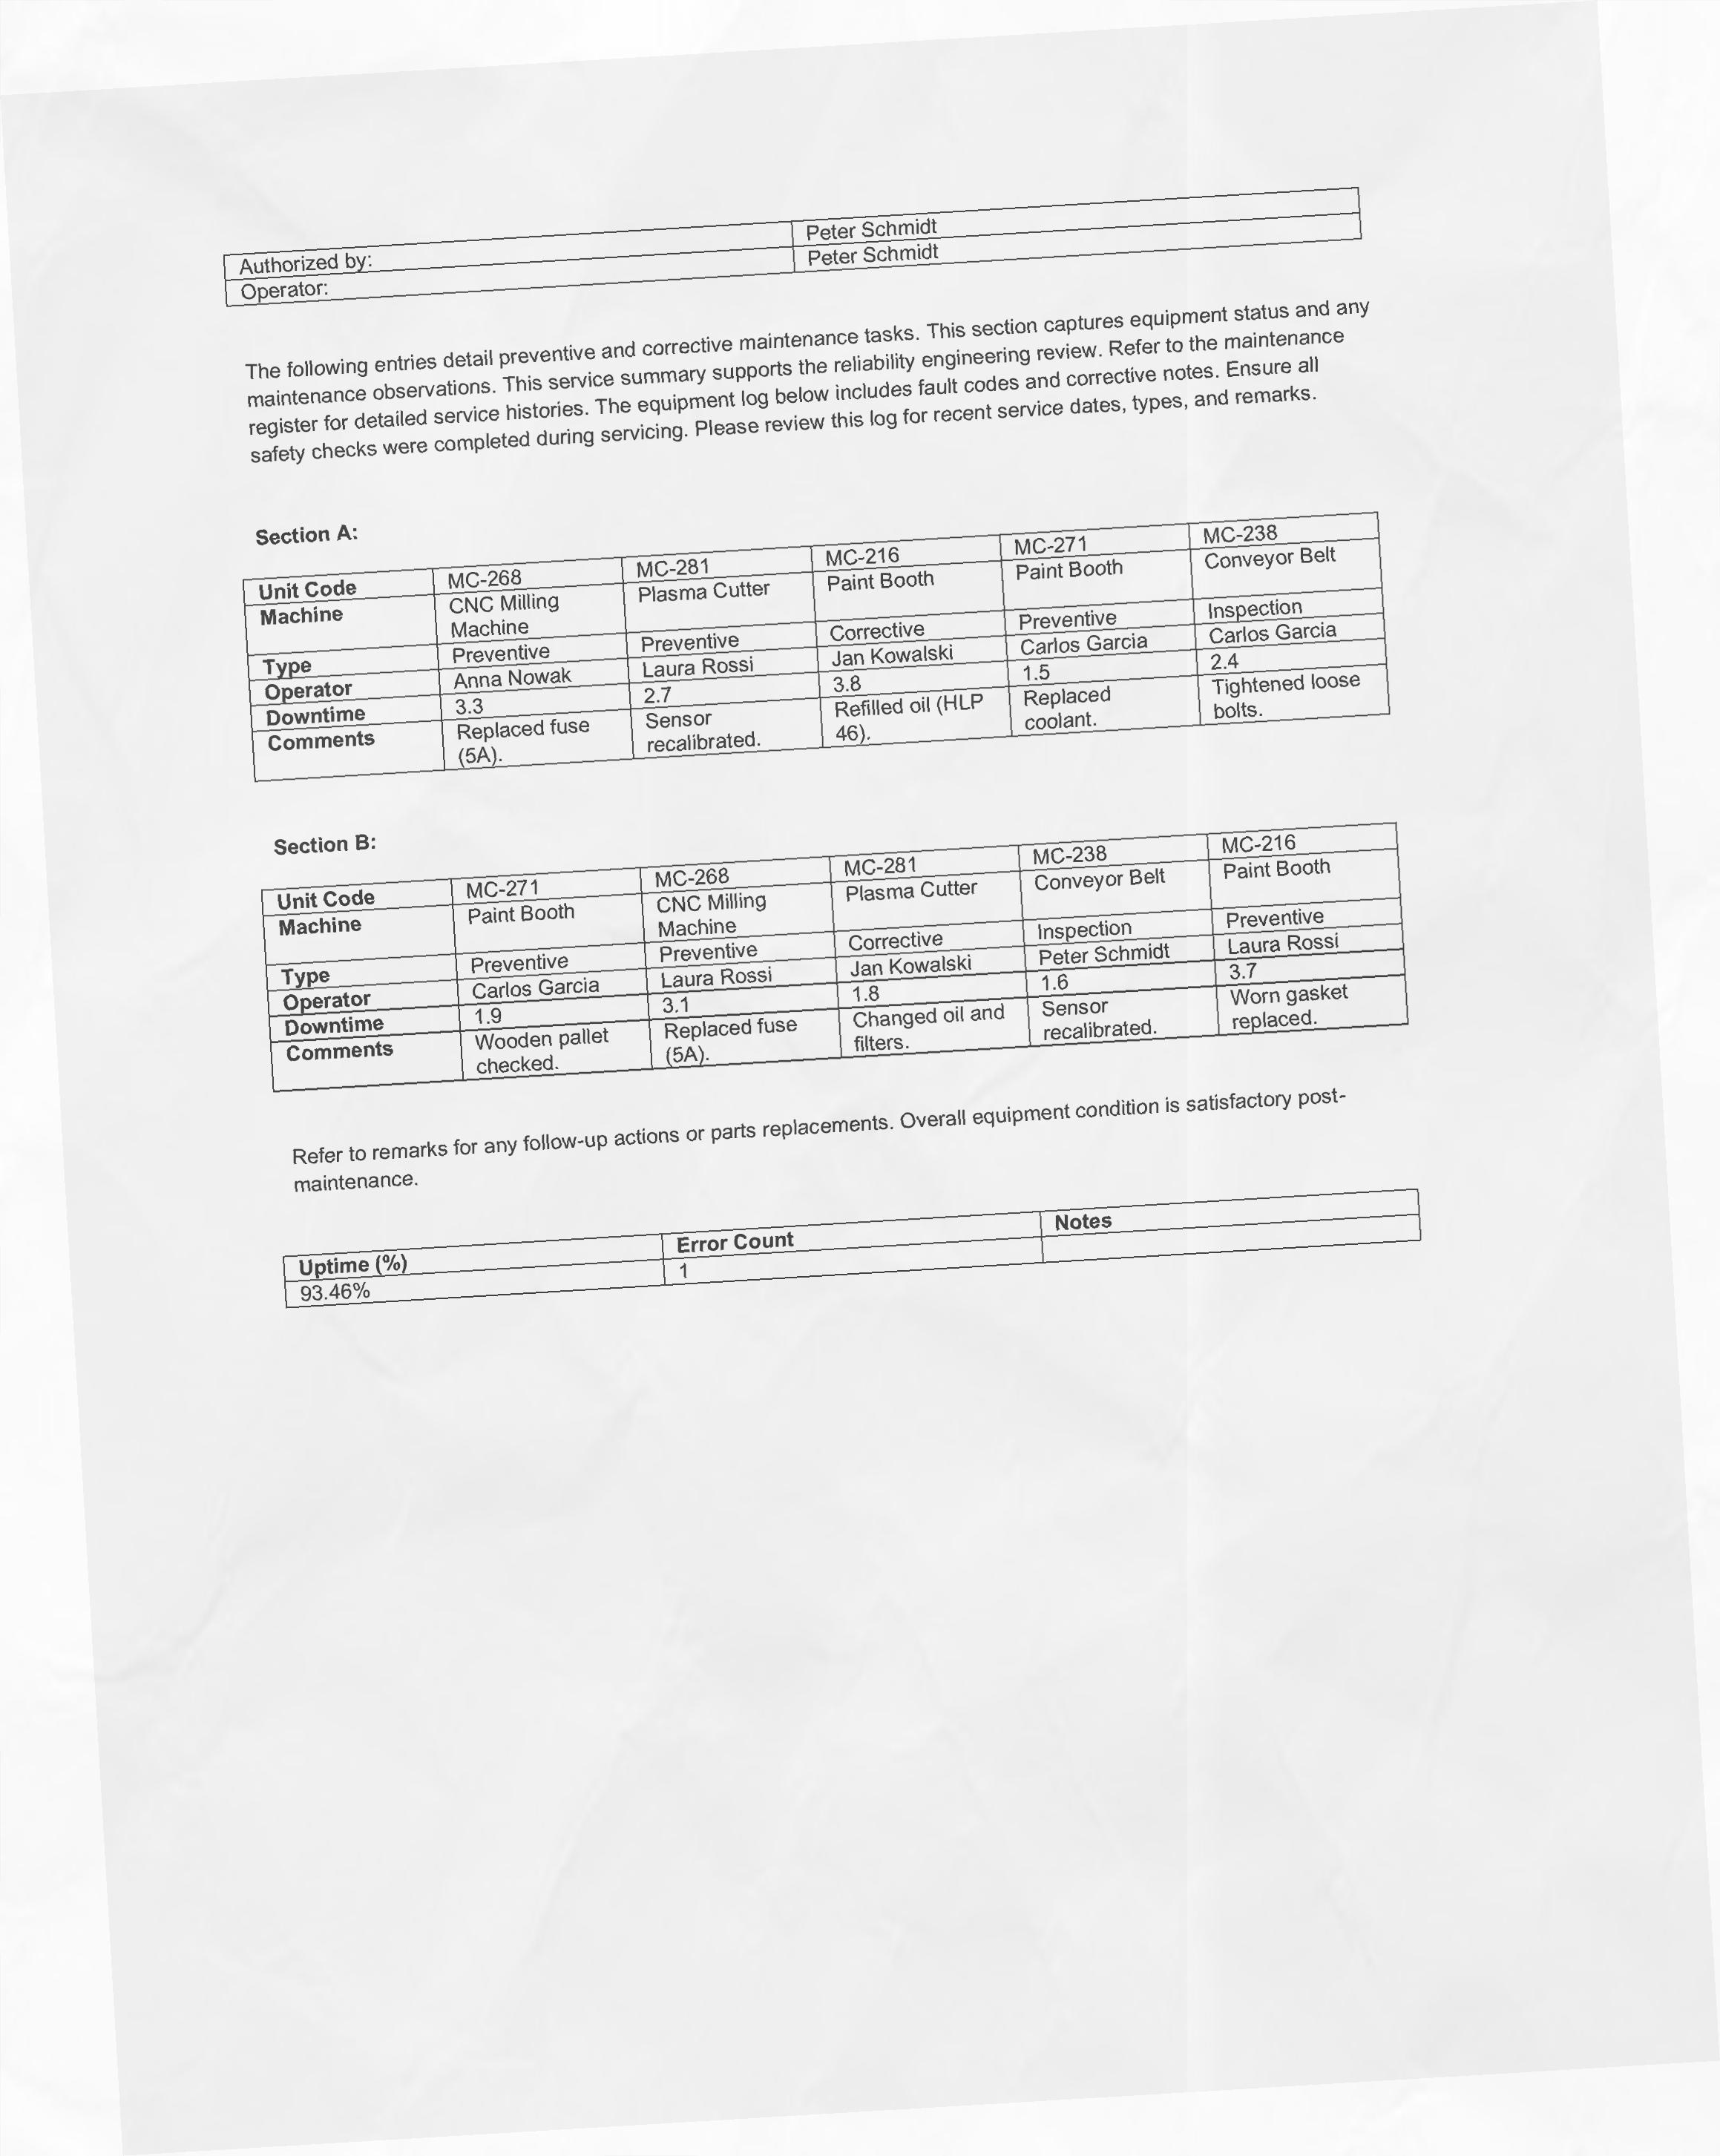 Authorized by: Peter Schmidt
Operator: Peter Schmidt
The following entries detail preventive and corrective maintenance tasks. This section captures equipment status and any
maintenance observations. This service summary supports the reliability engineering review. Refer to the maintenance
register for detailed service histories. The equipment log below includes fault codes and corrective notes. Ensure all
safety checks were completed during servicing. Please review this log for recent service dates, types, and remarks.
Section A:
Unit Code MC-268 MC-281 MC-216 MC-271 MC-238
Machine CNC Milling Plasma Cutter Paint Booth Paint Booth Conveyor Belt
Machine
Type Preventive Preventive Corrective Preventive Inspection
Operator Anna Nowak Laura Rossi Jan Kowalski Carlos Garcia Carlos Garcia
Downtime 3.3 2.7 3.8 1.5 2.4
Comments Replaced fuse Sensor Refilled oil (HLP Replaced Tightened loose
(5A). recalibrated. 46). coolant. bolts.
Section B:
Unit Code MC-271 MC-268 MC-281 MC-238 MC-216
Machine Paint Booth CNC Milling Plasma Cutter Conveyor Belt Paint Booth
Machine
Type Preventive Preventive Corrective Inspection Preventive
Operator Carlos Garcia Laura Rossi Jan Kowalski Peter Schmidt Laura Rossi
Downtime 1.9 3.1 1.8 1.6 3.7
Comments Wooden pallet Replaced fuse Changed oil and Sensor Worn gasket
checked. (5A). filters. recalibrated. replaced.
Refer to remarks for any follow-up actions or parts replacements. Overall equipment condition is satisfactory post-
maintenance.
Uptime (%) Error Count Notes
93.46% 1